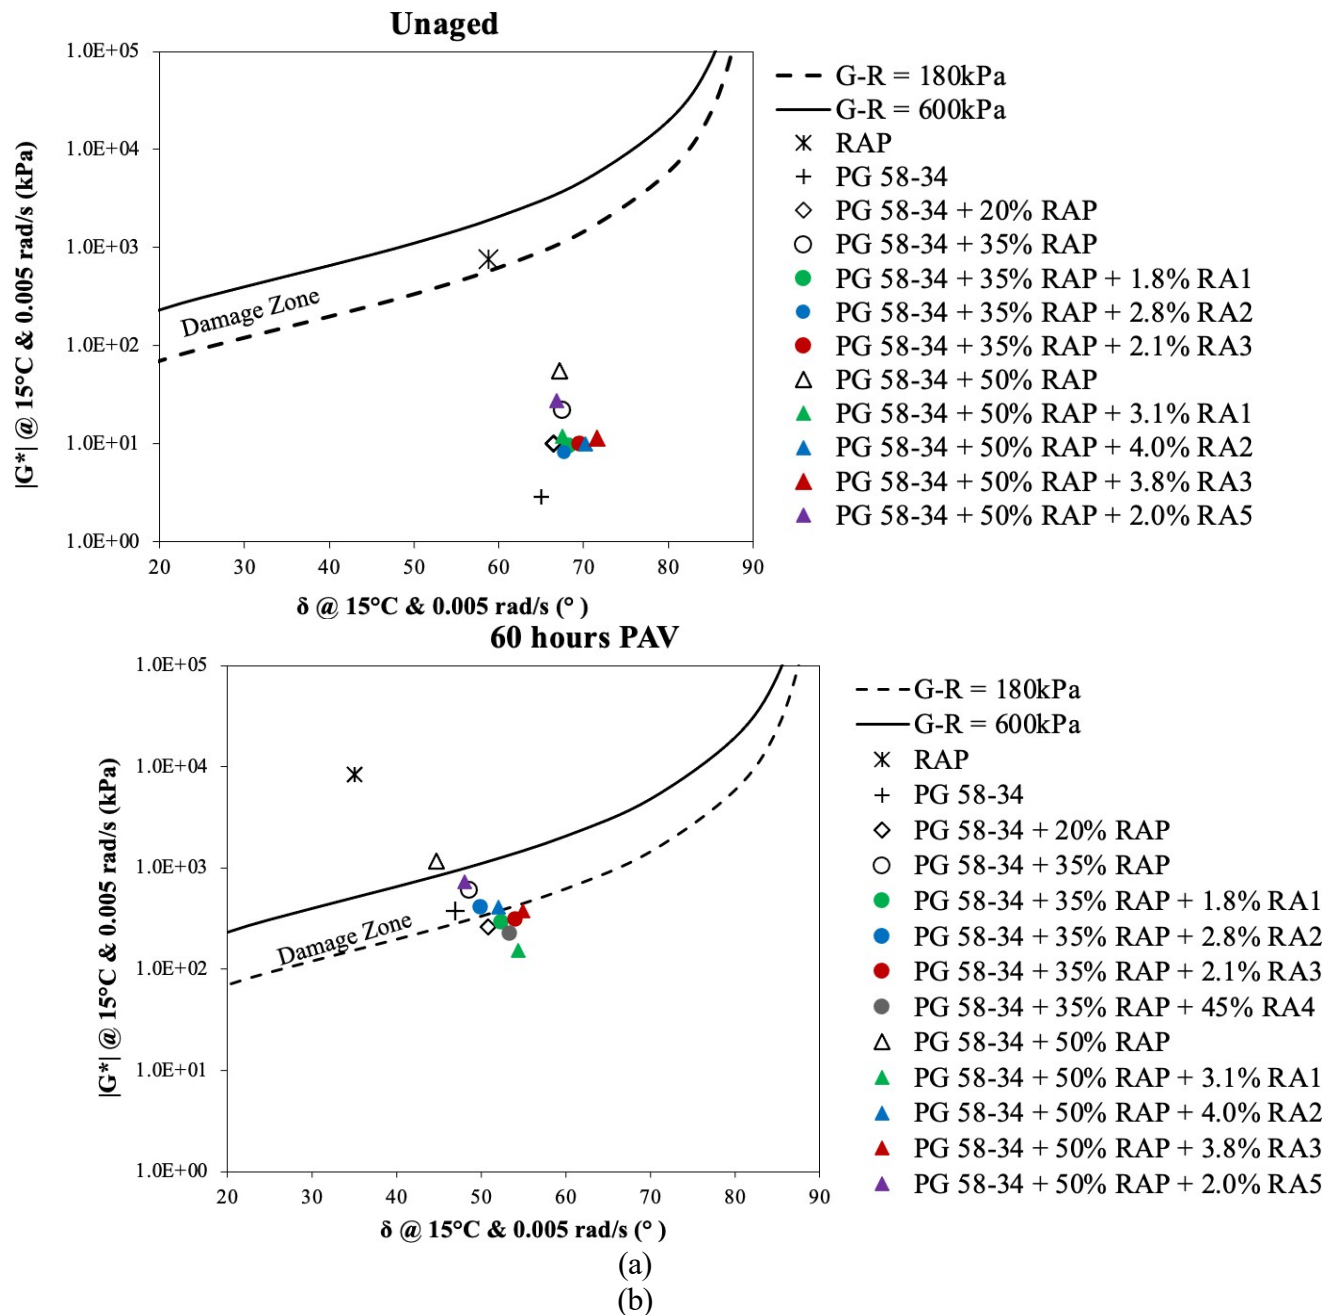 Unaged
1.0E+05
1.0E+04
1.0E+03
1.0E+02
1.0E+01
1.0E+00
|G*| @ 15°C & 0.005 rad/s (kPa)
Damage Zone
20 30 40 50 60 70 80 90
δ @ 15°C & 0.005 rad/s (° )
G-R = 180kPa
G-R = 600kPa
RAP
PG 58-34
PG 58-34 + 20% RAP
PG 58-34 + 35% RAP
PG 58-34 + 35% RAP + 1.8% RA1
PG 58-34 + 35% RAP + 2.8% RA2
PG 58-34 + 35% RAP + 2.1% RA3
PG 58-34 + 50% RAP
PG 58-34 + 50% RAP + 3.1% RA1
PG 58-34 + 50% RAP + 4.0% RA2
PG 58-34 + 50% RAP + 3.8% RA3
PG 58-34 + 50% RAP + 2.0% RA5
60 hours PAV
1.0E+05
1.0E+04
1.0E+03
1.0E+02
1.0E+01
1.0E+00
|G*| @ 15°C & 0.005 rad/s (kPa)
Damage Zone
20 30 40 50 60 70 80 90
δ @ 15°C & 0.005 rad/s (° )
G-R = 180kPa
G-R = 600kPa
RAP
PG 58-34
PG 58-34 + 20% RAP
PG 58-34 + 35% RAP
PG 58-34 + 35% RAP + 1.8% RA1
PG 58-34 + 35% RAP + 2.8% RA2
PG 58-34 + 35% RAP + 2.1% RA3
PG 58-34 + 35% RAP + 45% RA4
PG 58-34 + 50% RAP
PG 58-34 + 50% RAP + 3.1% RA1
PG 58-34 + 50% RAP + 4.0% RA2
PG 58-34 + 50% RAP + 3.8% RA3
PG 58-34 + 50% RAP + 2.0% RA5
(a)
(b)